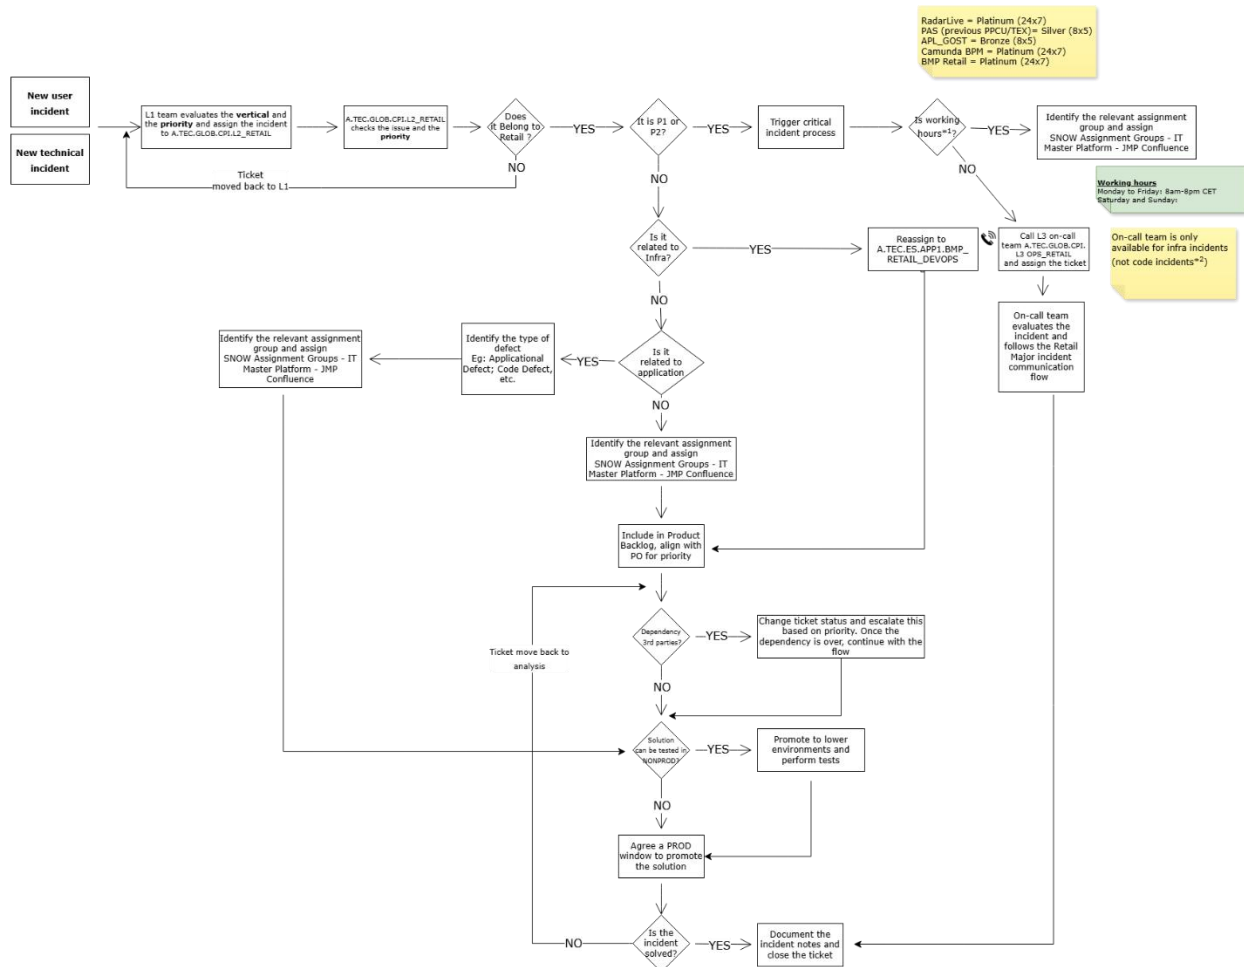 RadarLive = Platinum (24x7)
PAS (previous PPCU/TEX)= Silver (8x5)
APL_GOST = Bronze (8x5)
Camunda BPM = Platinum (24x7)
BMP Retail = Platinum (24x7)
New user
incident
New technical
incident
L1 team evaluates the vertical and
the priority and assign the incident
to A.TEC.GLOB.CPI.L2_RETAIL
A.TEC.GLOB.CPI.L2_RETAIL
checks the issue and the
priority
Does
it Belong to
Retail ?
YES
NO
Ticket
moved back to L1
It is P1 or
P2?
YES
NO
Trigger critical
incident process
Is working
hours*1?
YES
NO
Identify the relevant assignment
group and assign
SNOW Assignment Groups - IT
Master Platform - JMP Confluence
Working hours
Monday to Friday: 8am-8pm CET
Saturday and Sunday:
Is it
related to
Infra?
YES
NO
Reassign to
A.TEC.ES.APP1.BMP_
RETAIL_DEVOPS
Call L3 on-call
team A.TEC.GLOB.CPI.
L3 OPS_RETAIL
and assign the ticket
On-call team is only
available for infra incidents
(not code incidents*2)
On-call team
evaluates the
incident and
follows the Retail
Major incident
communication
flow
Is it
related to
application
YES
NO
Identify the type of
defect
Eg: Applicational
Defect; Code Defect,
etc.
Identify the relevant assignment
group and assign
SNOW Assignment Groups - IT
Master Platform - JMP
Confluence
Identify the relevant assignment
group and assign
SNOW Assignment Groups - IT
Master Platform - JMP Confluence
Include in Product
Backlog, align with
PO for priority
Dependency
3rd parties?
YES
NO
Change ticket status and escalate this
based on priority. Once the
dependency is over, continue with the
flow
Ticket move back to
analysis
Solution
can be tested in
NONPROD?
YES
NO
Promote to lower
environments and
perform tests
Agree a PROD
window to promote
the solution
Is the
incident
solved?
NO
YES
Document the
incident notes and
close the ticket